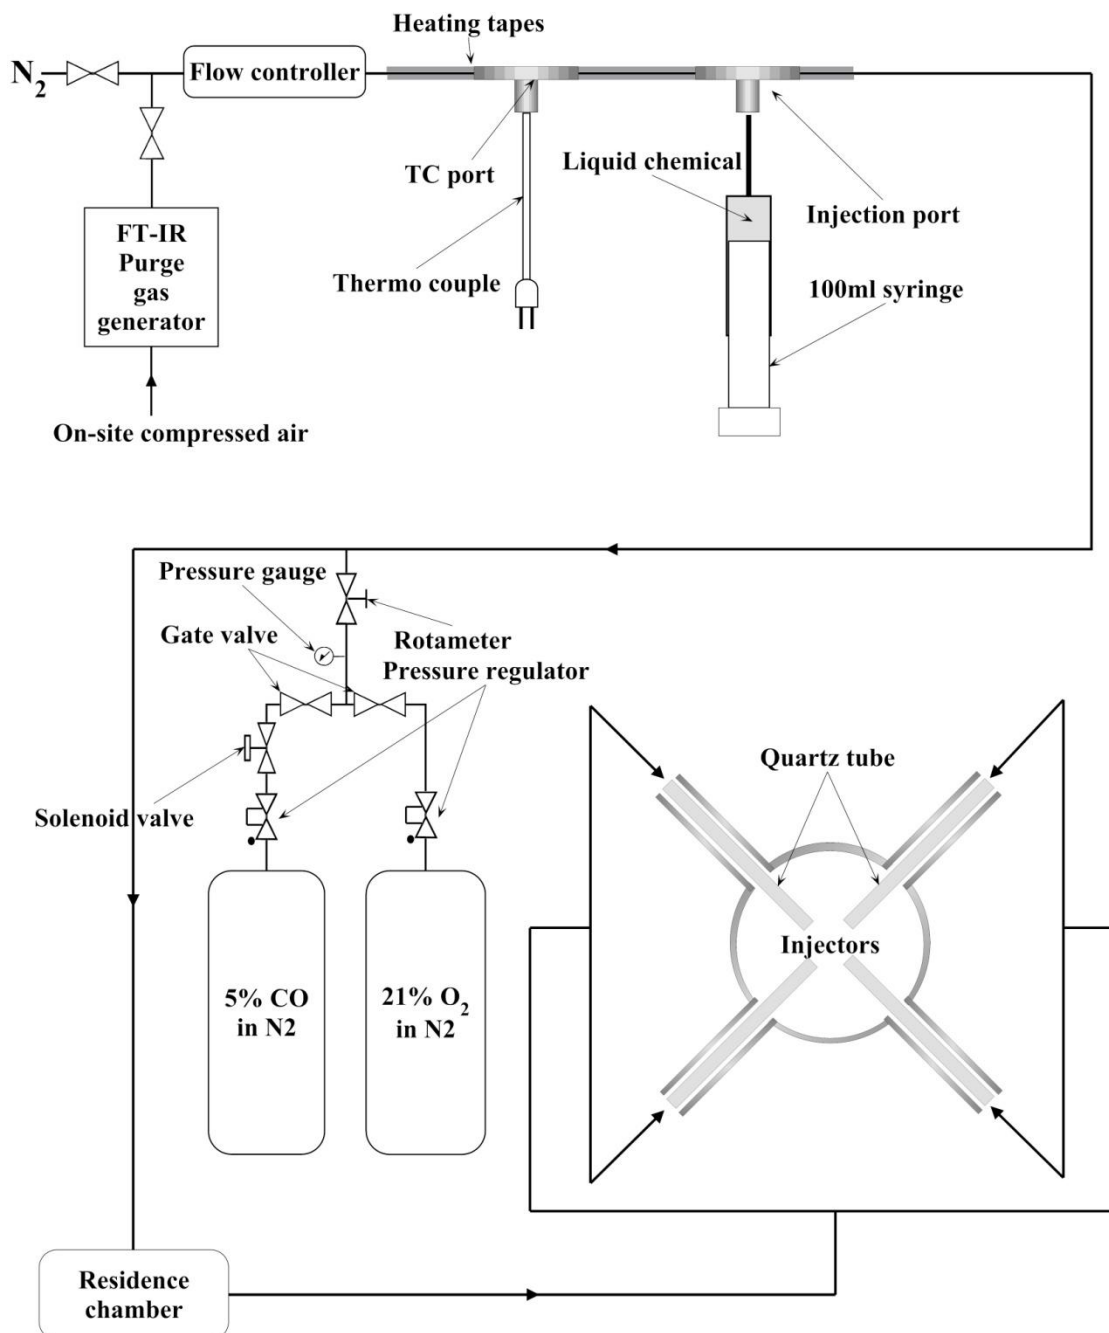 Heating tapes
N2
Flow controller
TC port
Liquid chemical
Injection port
FT-IR
Purge
gas
generator
Thermo couple
100ml syringe
On-site compressed air
Pressure gauge
Gate valve
Rotameter
Pressure regulator
Solenoid valve
Quartz tube
Injectors
5% CO
in N2
21% O2
in N2
Residence
chamber